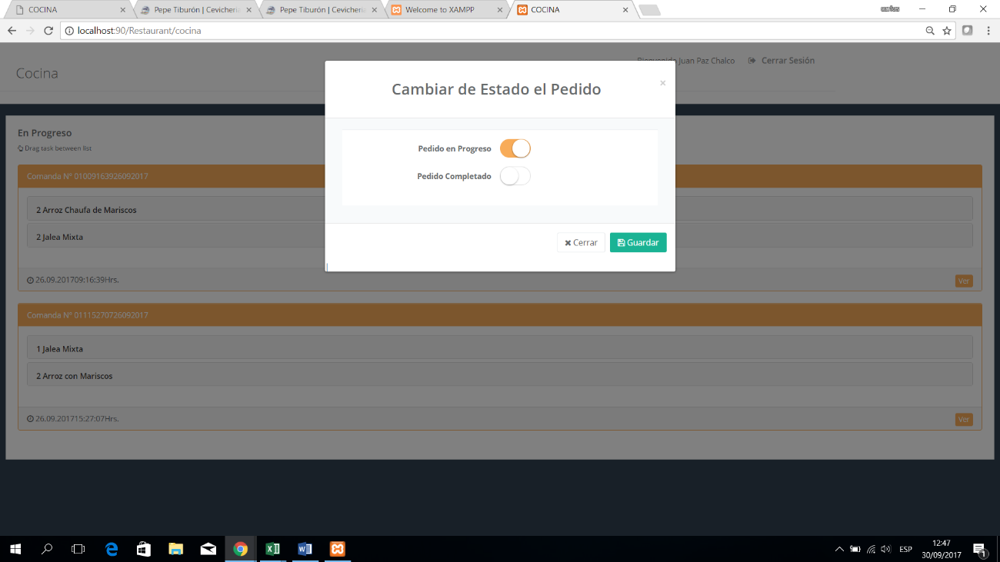 COCINA
Pepe Tiburón | Cevichería
Pepe Tiburón | Cevichería
Welcome to XAMPP
COCINA
carlos
localhost:90/Restaurant/cocina
Bienvenido Juan Paz Chalco
Cerrar Sesión
Cocina
Cambiar de Estado el Pedido
×
En Progreso
Drag task between list
Pedido en Progreso
Pedido Completado
Comanda N° 01009163926092017
2 Arroz Chaufa de Mariscos
2 Jalea Mixta
Cerrar
Guardar
26.09.201709:16:39Hrs.
Ver
Comanda N° 01115270726092017
1 Jalea Mixta
2 Arroz con Mariscos
26.09.201715:27:07Hrs.
Ver
ESP
12:47
30/09/2017
1